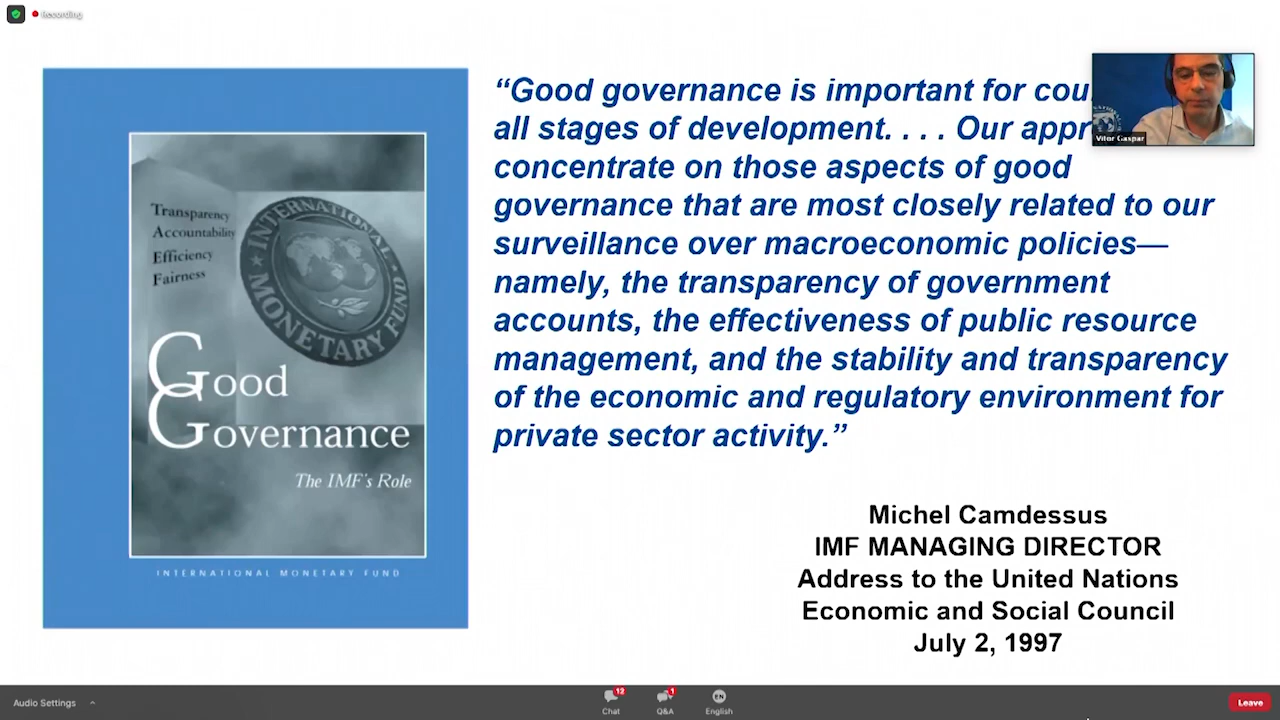 Recording
“Good governance is important for cou
all stages of development. . . . Our appr
concentrate on those aspects of good
governance that are most closely related to our
surveillance over macroeconomic policies—
namely, the transparency of government
accounts, the effectiveness of public resource
management, and the stability and transparency
of the economic and regulatory environment for
private sector activity.”
Michel Camdessus
IMF MANAGING DIRECTOR
Address to the United Nations
Economic and Social Council
July 2, 1997
Transparency
Accountability
Efficiency
Fairness
INTERNATIONAL MONETARY FUND
Good
Governance
The IMF's Role
INTERNATIONAL MONETARY FUND
Vitor Gaspar
Audio Settings
12
Chat
1
Q&A
EN
English
Leave